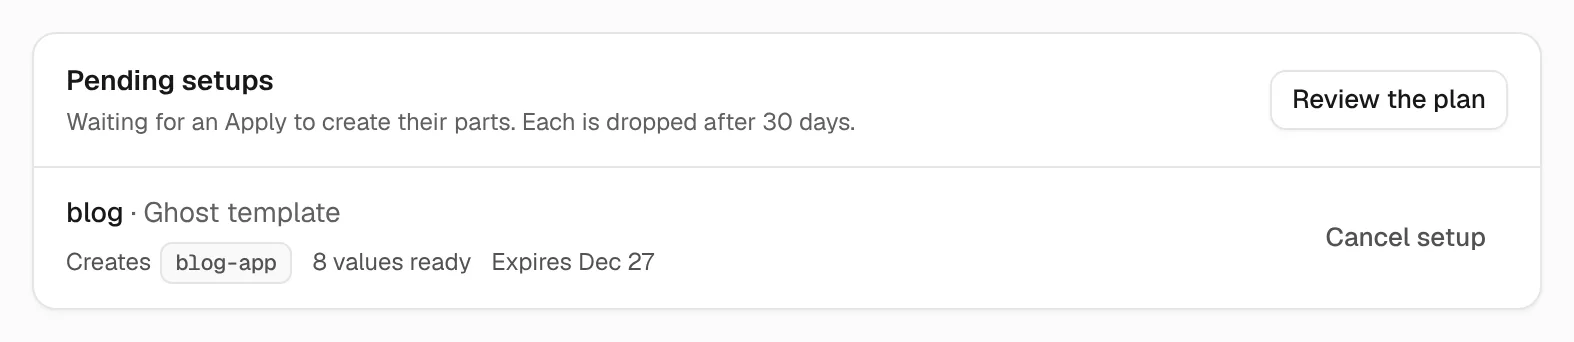 Pending setups
Review the plan
Waiting for an Apply to create their parts. Each is dropped after 30 days.
blog · Ghost template
Cancel setup
Creates blog-app 8 values ready Expires Dec 27